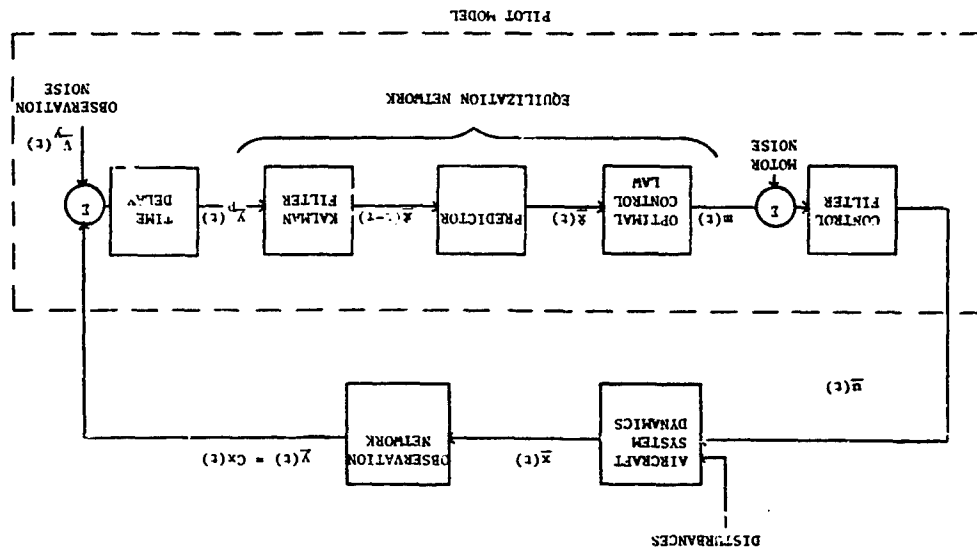 DISTURBANCES
AIRCRAFT
SYSTEM
DYNAMICS
x̅(t)
OBSERVATION
NETWORK
y̅(t) = Cx(t)
u̅(t)
CONTROL
FILTER
Σ
MOTOR
NOISE
m(t)
OPTIMAL
CONTROL
LAW
x̂(t)
PREDICTOR
x̂(t-τ)
KALMAN
FILTER
y̅p(t)
TIME
DELAY
Σ
V̅y(t)
OBSERVATION
NOISE
EQUILIZATION NETWORK
PILOT MODEL